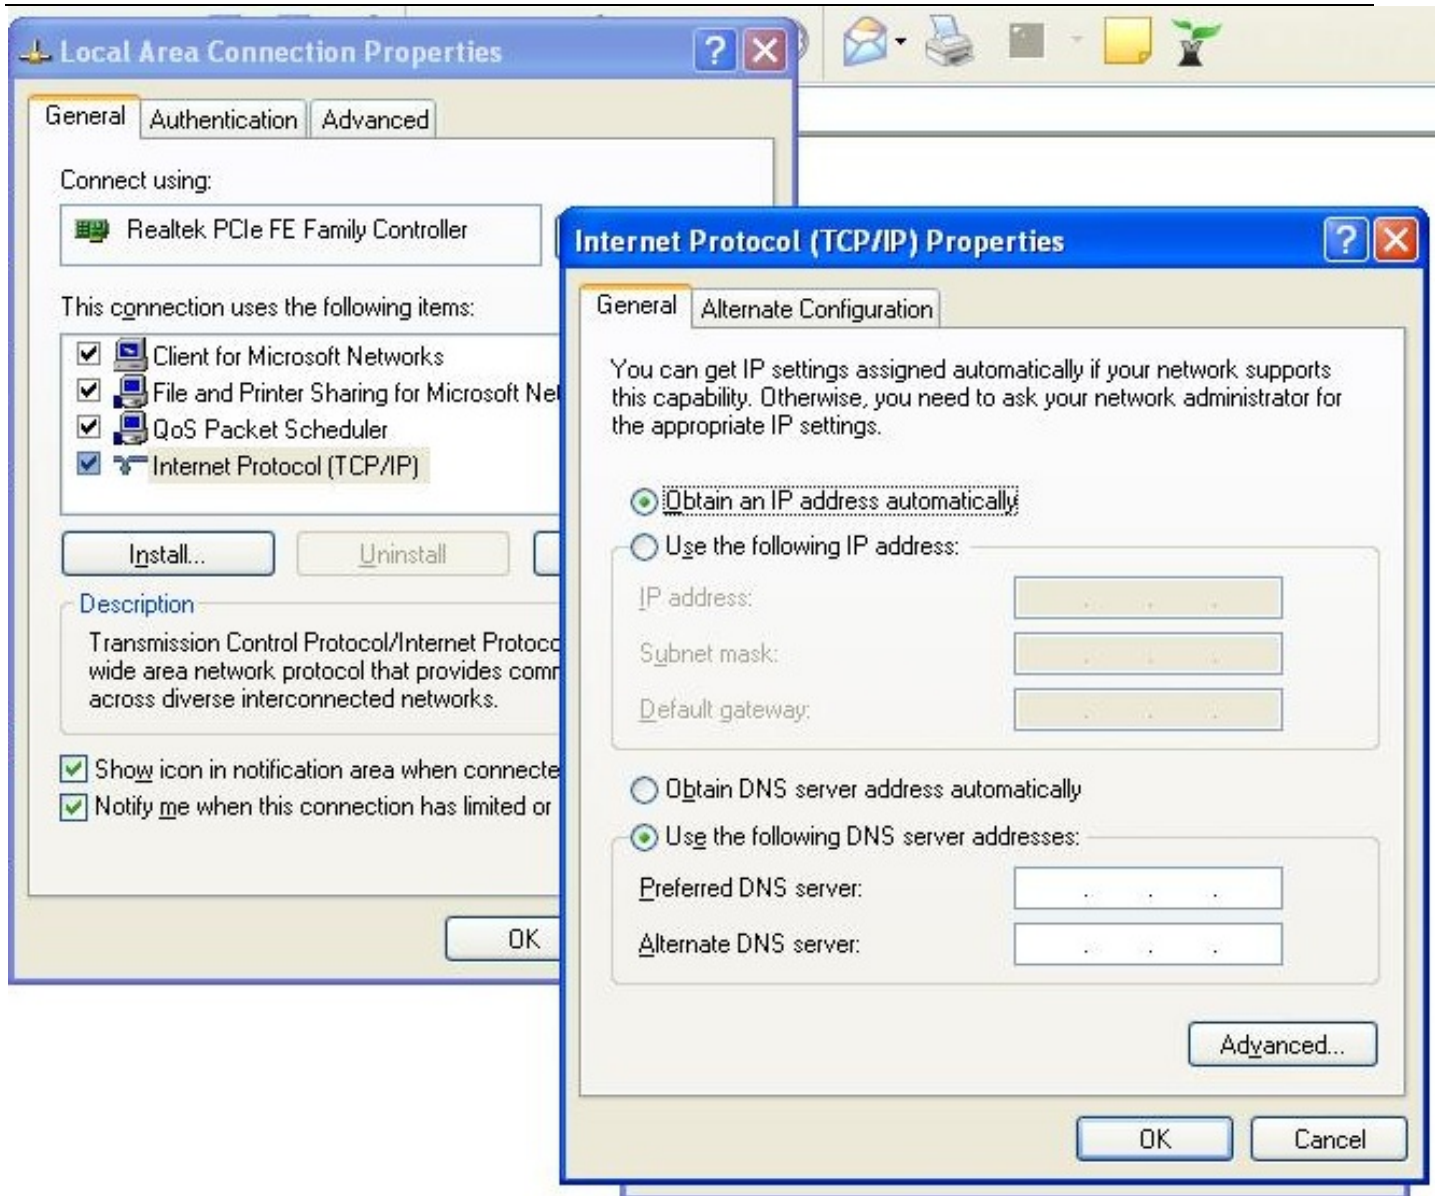 Local Area Connection Properties
General
Authentication
Advanced
Connect using:
Realtek PCIe FE Family Controller
This connection uses the following items:
Client for Microsoft Networks
File and Printer Sharing for Microsoft Net
QoS Packet Scheduler
Internet Protocol (TCP/IP)
Install...
Uninstall
Description
Transmission Control Protocol/Internet Protoco
wide area network protocol that provides comm
across diverse interconnected networks.
Show icon in notification area when connecte
Notify me when this connection has limited or
OK
Internet Protocol (TCP/IP) Properties
General
Alternate Configuration
You can get IP settings assigned automatically if your network supports
this capability. Otherwise, you need to ask your network administrator for
the appropriate IP settings.
Obtain an IP address automatically
Use the following IP address:
IP address:
Subnet mask:
Default gateway:
Obtain DNS server address automatically
Use the following DNS server addresses:
Preferred DNS server:
Alternate DNS server:
Advanced...
OK
Cancel